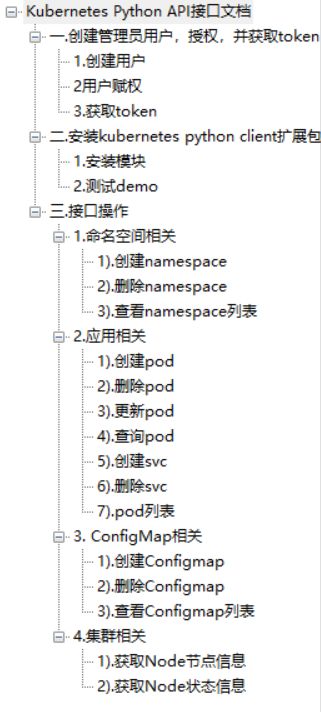 Kubernetes Python API接口文档
一.创建管理员用户，授权，并获取token
1.创建用户
2用户赋权
3.获取token
二.安装kubernetes python client扩展包
1.安装模块
2.测试demo
三.接口操作
1.命名空间相关
1).创建namespace
2).删除namespace
3).查看namespace列表
2.应用相关
1).创建pod
2).删除pod
3).更新pod
4).查询pod
5).创建svc
6).删除svc
7).pod列表
3. ConfigMap相关
1).创建Configmap
2).删除Configmap
3).查看Configmap列表
4.集群相关
1).获取Node节点信息
2).获取Node状态信息